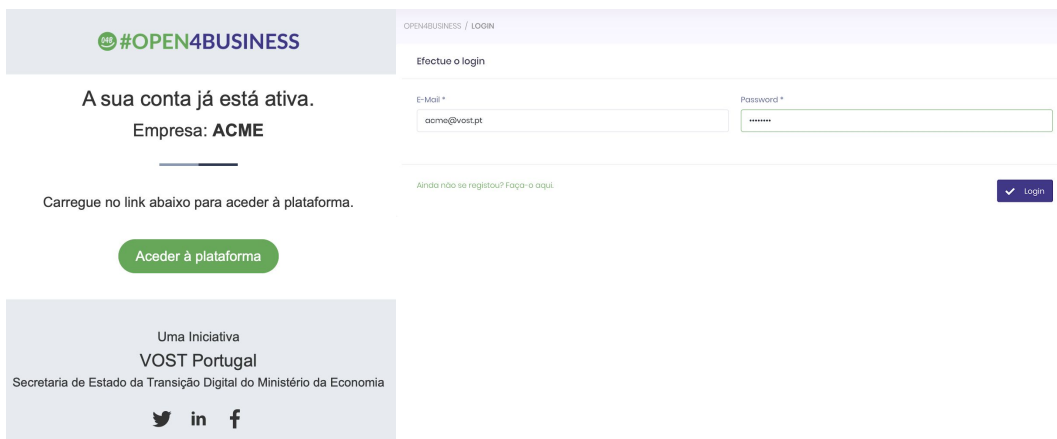 #OPEN4BUSINESS
A sua conta já está ativa.
Empresa: ACME
Carregue no link abaixo para aceder à plataforma.
Aceder à plataforma
Uma Iniciativa
VOST Portugal
Secretaria de Estado da Transição Digital do Ministério da Economia
OPEN4BUSINESS / LOGIN
Efectue o login
E-Mail *
Password *
acme@vost.pt
••••••••
Ainda não se registou? Faça-o aqui.
Login